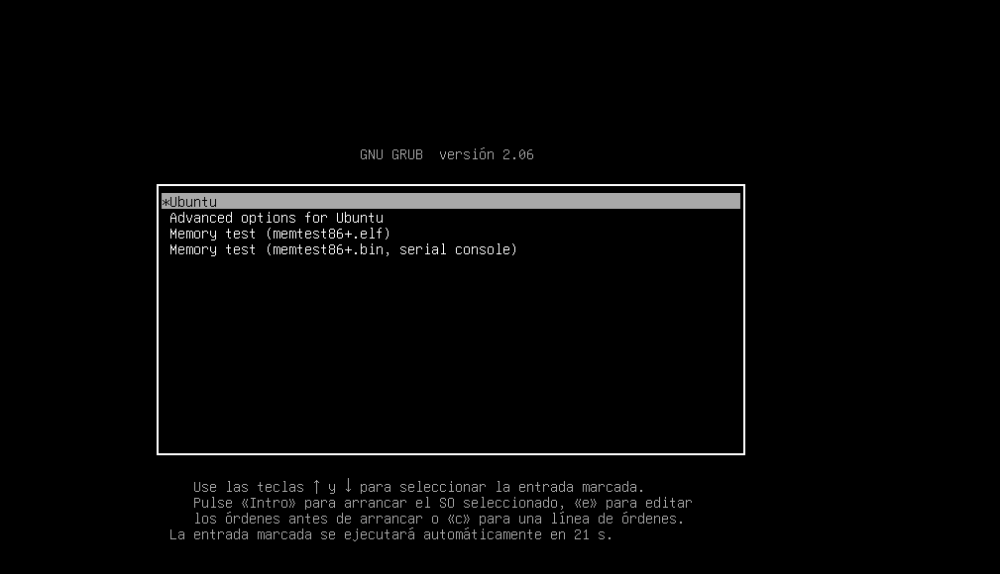 GNU GRUB versión 2.06
*Ubuntu
Advanced options for Ubuntu
Memory test (memtest86+.elf)
Memory test (memtest86+.bin, serial console)
Use las teclas ↑ y ↓ para seleccionar la entrada marcada.
Pulse «Intro» para arrancar el SO seleccionado, «e» para editar
los órdenes antes de arrancar o «c» para una línea de órdenes.
La entrada marcada se ejecutará automáticamente en 21 s.